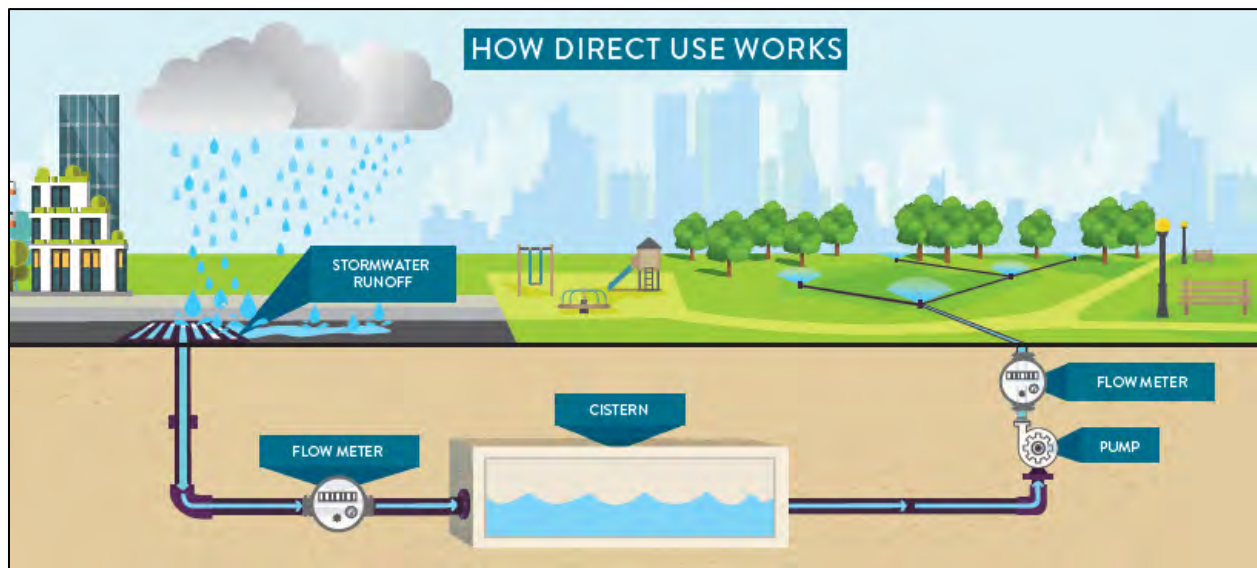 HOW DIRECT USE WORKS
STORMWATER
RUNOFF
FLOW METER
CISTERN
FLOW METER
PUMP